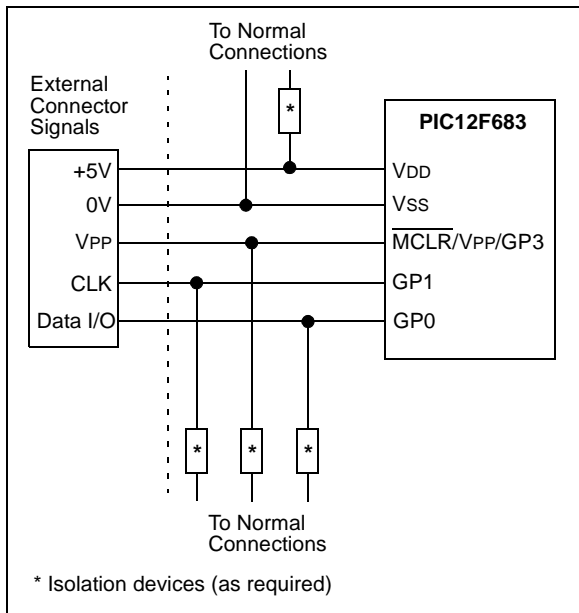 To Normal
Connections
External
Connector
Signals
*
PIC12F683
+5V
VDD
0V
VSS
VPP
MCLR/VPP/GP3
CLK
GP1
Data I/O
GP0
*
*
*
To Normal
Connections
* Isolation devices (as required)